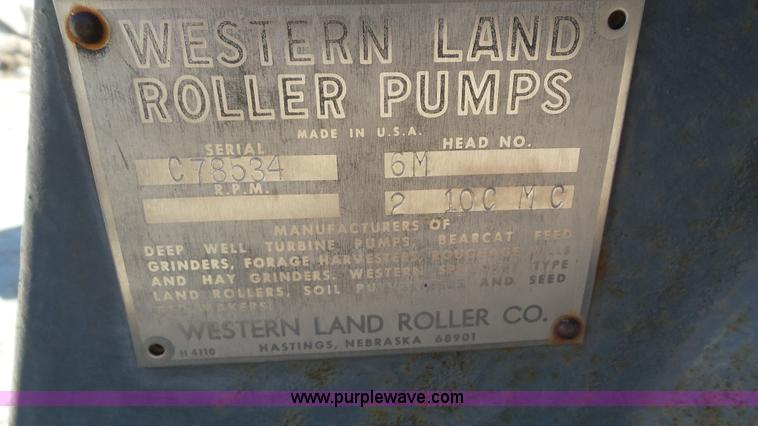 WESTERN LAND
ROLLER PUMPS
MADE IN U.S.A.
SERIAL HEAD NO.
C78534 6M
R.P.M.
2 10C M C
MANUFACTURERS OF
DEEP WELL TURBINE PUMPS, BEARCAT FEED
GRINDERS, FORAGE HARVESTERS, ROUGHAGE MILLS
AND HAY GRINDERS. WESTERN TYPE
LAND ROLLERS, SOIL AND SEED
WESTERN LAND ROLLER CO.
H 4110 HASTINGS, NEBRASKA 68901
www.purplewave.com